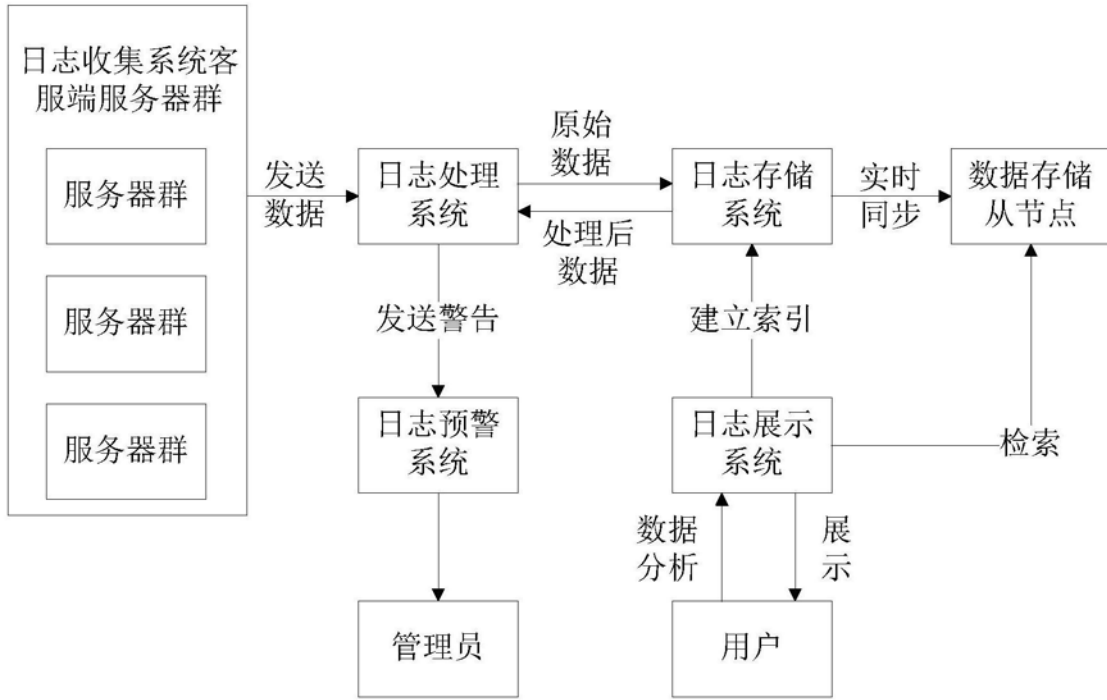 日志收集系统客
服端服务器群
服务器群
服务器群
服务器群
发送
数据
日志处理
系统
原始
数据
处理后
数据
日志存储
系统
实时
同步
数据存储
从节点
发送警告
建立索引
日志预警
系统
日志展示
系统
检索
数据
分析
展
示
管理员
用户